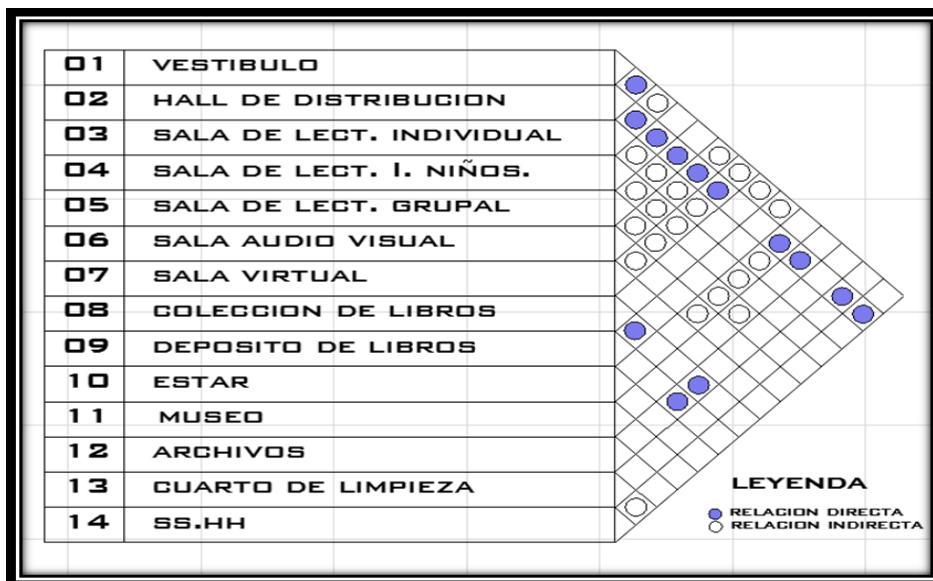 01 VESTIBULO
02 HALL DE DISTRIBUCION
03 SALA DE LECT. INDIVIDUAL
04 SALA DE LECT. I. NIÑOS.
05 SALA DE LECT. GRUPAL
06 SALA AUDIO VISUAL
07 SALA VIRTUAL
08 COLECCION DE LIBROS
09 DEPOSITO DE LIBROS
10 ESTAR
11 MUSEO
12 ARCHIVOS
13 CUARTO DE LIMPIEZA
14 SS.HH
LEYENDA
RELACION DIRECTA
RELACION INDIRECTA